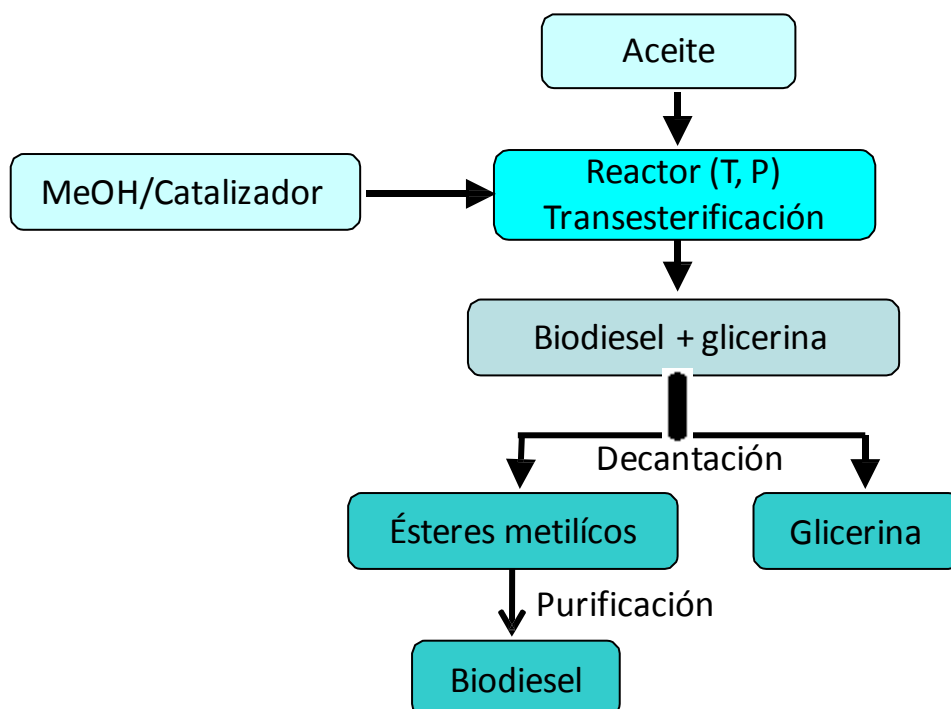 Aceite
MeOH/Catalizador
Reactor (T, P)
Transesterificación
Biodiesel + glicerina
Decantación
Ésteres metilícos
Glicerina
Purificación
Biodiesel